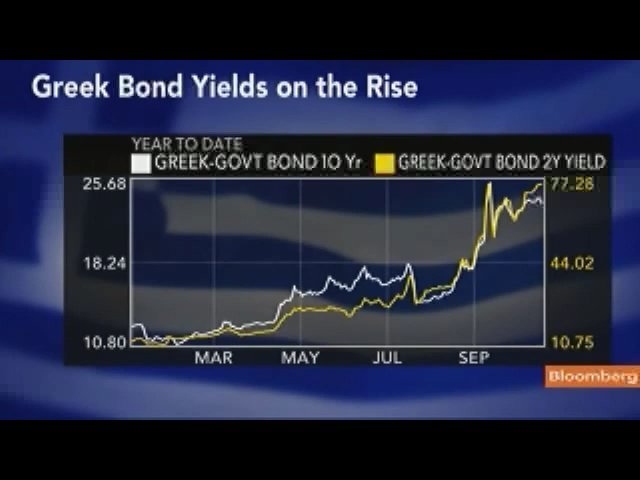 Greek Bond Yields on the Rise
YEAR TO DATE
GREEK-GOVT BOND 10 Yr GREEK-GOVT BOND 2Y YIELD
25.68 77.28
18.24 44.02
10.80 10.75
MAR MAY JUL SEP
Bloomberg